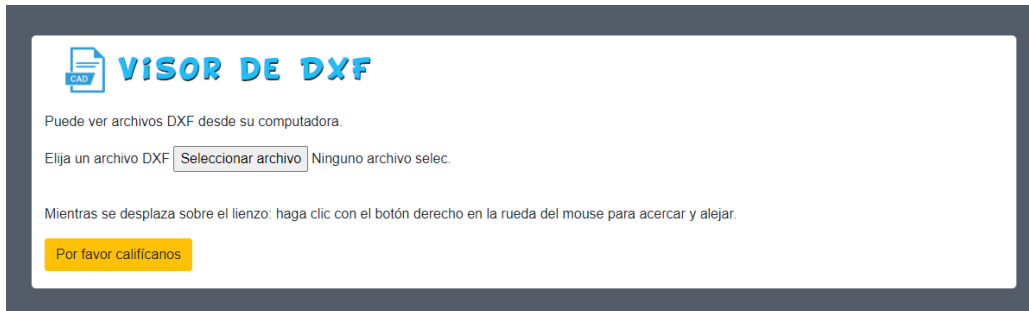 CAD
VISOR DE DXF
Puede ver archivos DXF desde su computadora.
Elija un archivo DXF Seleccionar archivo Ninguno archivo selec.
Mientras se desplaza sobre el lienzo: haga clic con el botón derecho en la rueda del mouse para acercar y alejar.
Por favor califícanos